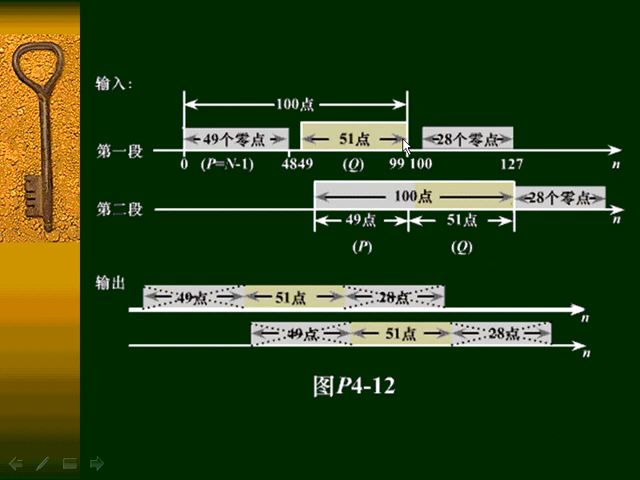 输入:
100点
49个零点 51点 28个零点
第一段
0 (P=N-1) 48 49 (Q) 99 100 127 n
100点 28个零点
第二段
49点 51点 n
(P) (Q)
输出
49点 51点 28点
n
49点 51点 28点
n
图P4-12